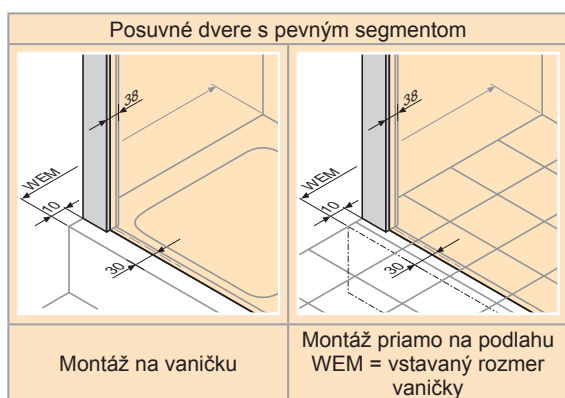 Posuvné dvere s pevným segmentom
38
WEM
10
30
38
WEM
10
30
Montáž na vaničku
Montáž priamo na podlahu
WEM = vstavaný rozmer
vaničky